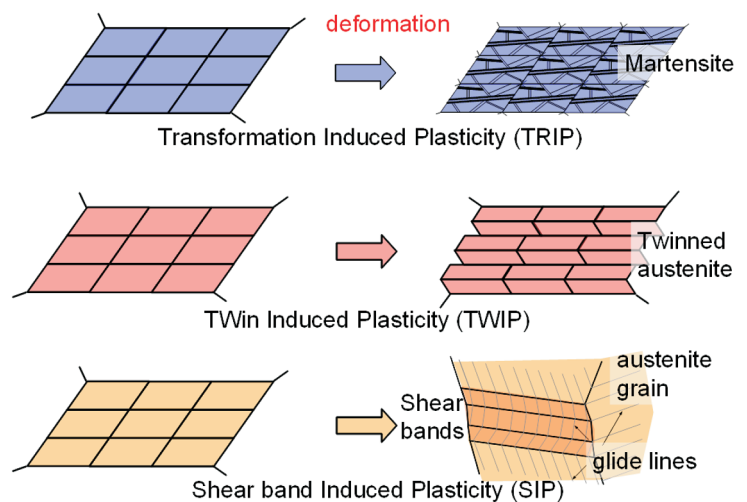 deformation
Martensite
Transformation Induced Plasticity (TRIP)
Twinned
austenite
TWin Induced Plasticity (TWIP)
austenite
grain
Shear
bands
glide lines
Shear band Induced Plasticity (SIP)